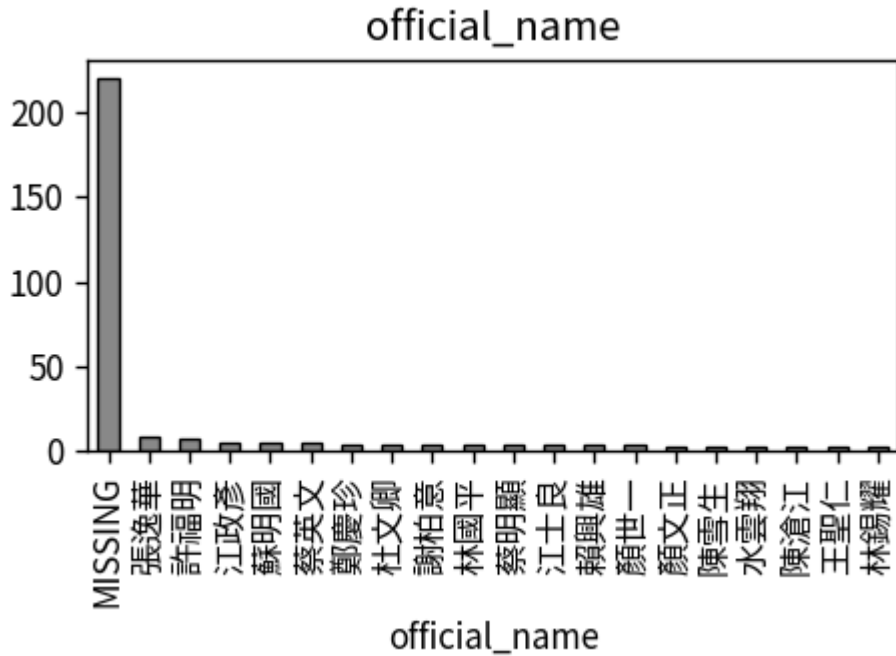 official_name
200
150
100
50
0
MISSING
張逸華
許福明
江政彥
蘇明國
蔡英文
鄭慶珍
杜文卿
謝柏意
林國平
蔡明顯
江士良
賴興雄
顏世一
顏文正
陳雪生
水雲翔
陳滄江
王聖仁
林錫耀
official_name